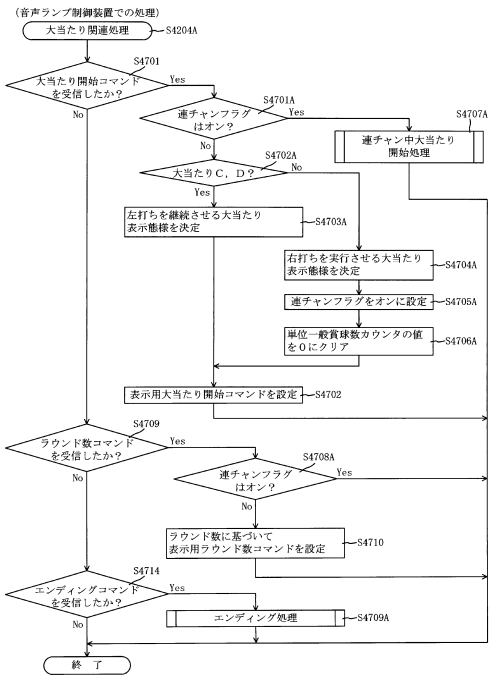 (音声ランプ制御装置での処理)
大当たり関連処理
S4204A
S4701
大当たり開始コマンド
を受信したか?
Yes
No
S4701A
連チャンフラグ
はオン?
Yes
No
S4707A
連チャン中大当たり
開始処理
S4702A
大当たりC,D?
No
Yes
左打ちを継続させる大当たり
表示態様を決定
S4703A
右打ちを実行させる大当たり
表示態様を決定
S4704A
連チャンフラグをオンに設定
S4705A
単位一般賞球数カウンタの値
を0にクリア
S4706A
表示用大当たり開始コマンドを設定
S4702
S4709
ラウンド数コマンド
を受信したか?
Yes
No
S4708A
連チャンフラグ
はオン?
Yes
No
ラウンド数に基づいて
表示用ラウンド数コマンドを設定
S4710
S4714
エンディングコマンド
を受信したか?
Yes
No
エンディング処理
S4709A
終 了